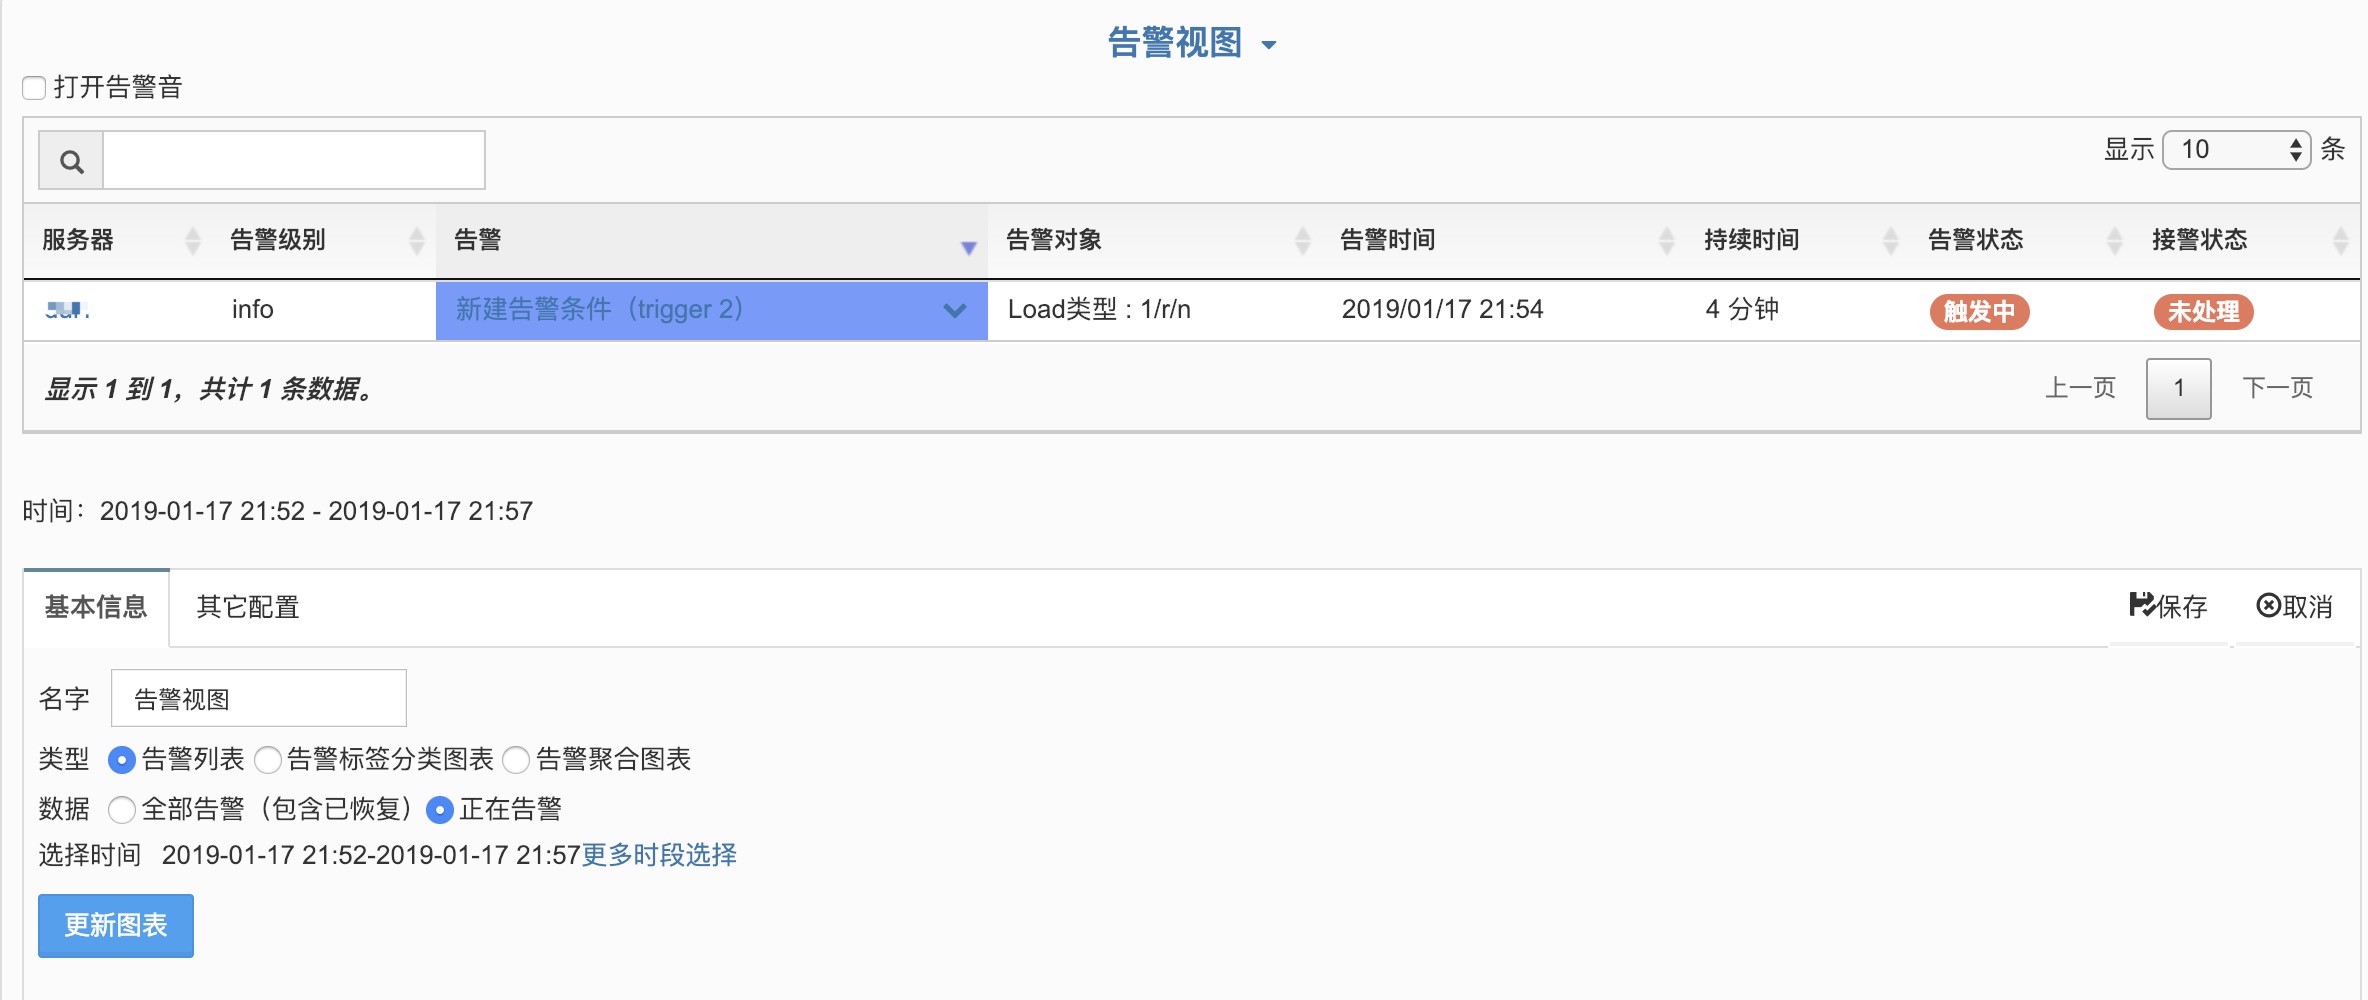 告警视图
打开告警音
显示 10 条
服务器 告警级别 告警 告警对象 告警时间 持续时间 告警状态 接警状态
info 新建告警条件（trigger 2） Load类型 : 1/r/n 2019/01/17 21:54 4 分钟 触发中 未处理
显示 1 到 1，共计 1 条数据。 上一页 1 下一页
时间：2019-01-17 21:52 - 2019-01-17 21:57
基本信息 其它配置 保存 取消
名字 告警视图
类型 告警列表 告警标签分类图表 告警聚合图表
数据 全部告警（包含已恢复） 正在告警
选择时间 2019-01-17 21:52-2019-01-17 21:57更多时段选择
更新图表